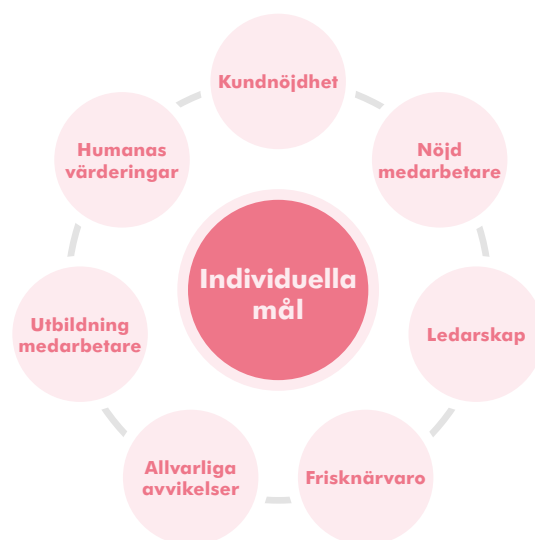 Kundnöjdhet
Nöjd
medarbetare
Ledarskap
Frisknärvaro
Allvarliga
avvikelser
Utbildning
medarbetare
Humanas
värderingar
Individuella
mål